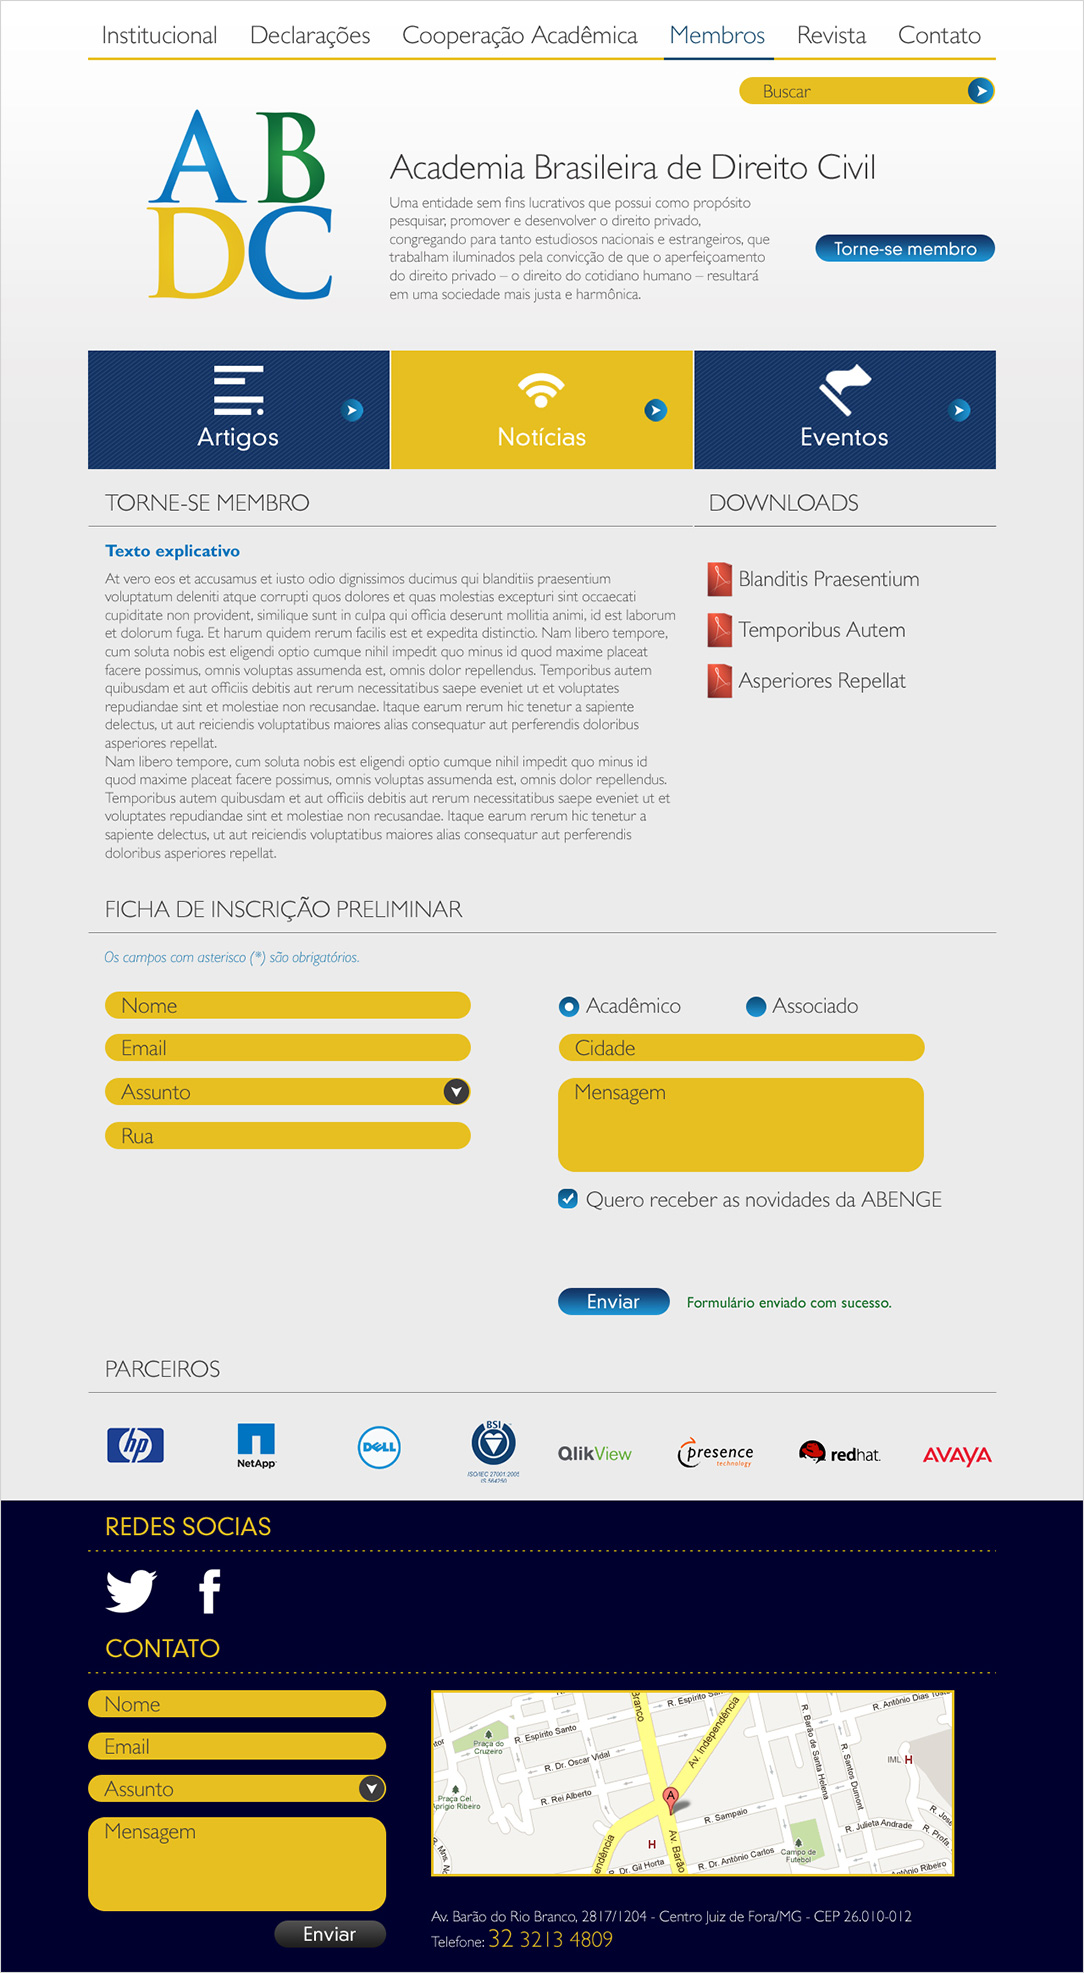 Institucional Declarações Cooperação Acadêmica Membros Revista Contato
Buscar
AB
DC
Academia Brasileira de Direito Civil
Uma entidade sem fins lucrativos que possui como propósito
pesquisar, promover e desenvolver o direito privado,
congregando para tanto estudiosos nacionais e estrangeiros, que
trabalham iluminados pela convicção de que o aperfeiçoamento
do direito privado – o direito do cotidiano humano – resultará
em uma sociedade mais justa e harmônica.
Torne-se membro
Artigos
Notícias
Eventos
TORNE-SE MEMBRO
Texto explicativo
At vero eos et accusamus et iusto odio dignissimos ducimus qui blanditiis praesentium
voluptatum deleniti atque corrupti quos dolores et quas molestias excepturi sint occaecati
cupiditate non provident, similique sunt in culpa qui officia deserunt mollitia animi, id est laborum
et dolorum fuga. Et harum quidem rerum facilis est et expedita distinctio. Nam libero tempore,
cum soluta nobis est eligendi optio cumque nihil impedit quo minus id quod maxime placeat
facere possimus, omnis voluptas assumenda est, omnis dolor repellendus. Temporibus autem
quibusdam et aut officiis debitis aut rerum necessitatibus saepe eveniet ut et voluptates
repudiandae sint et molestiae non recusandae. Itaque earum rerum hic tenetur a sapiente
delectus, ut aut reiciendis voluptatibus maiores alias consequatur aut perferendis doloribus
asperiores repellat.
Nam libero tempore, cum soluta nobis est eligendi optio cumque nihil impedit quo minus id
quod maxime placeat facere possimus, omnis voluptas assumenda est, omnis dolor repellendus.
Temporibus autem quibusdam et aut officiis debitis aut rerum necessitatibus saepe eveniet ut et
voluptates repudiandae sint et molestiae non recusandae. Itaque earum rerum hic tenetur a
sapiente delectus, ut aut reiciendis voluptatibus maiores alias consequatur aut perferendis
doloribus asperiores repellat.
DOWNLOADS
Blanditis Praesentium
Temporibus Autem
Asperiores Repellat
FICHA DE INSCRIÇÃO PRELIMINAR
Os campos com asterisco (*) são obrigatórios.
Nome
Email
Assunto
Rua
Acadêmico Associado
Cidade
Mensagem
Quero receber as novidades da ABENGE
Enviar
Formulário enviado com sucesso.
PARCEIROS
hp
NetApp
DELL
BSI
ISO/IEC 27001:2005
QlikView
presence
technology
redhat.
AVAYA
REDES SOCIAS
CONTATO
Nome
Email
Assunto
Mensagem
Enviar
Branco
R. Espírito San
R. Antônio Dias Toste
Praça do
Cruzeiro
R. Espírito Santo
Av. Independência
R. Barão de Santa Helena
R. Santos Dumont
IML H
R. Dr. Oscar Vidal
Praça Cel.
R. Rei Alberto
A
R. Sampaio
R. Julieta Andrade
H
Av. Barão
R. Dr. Antônio Carlos
Campo de
Futebol
Dr. Gil Horta
Antônio Ribeiro
Av. Barão do Rio Branco, 2817/1204 - Centro Juiz de Fora/MG - CEP 26.010-012
Telefone: 32 3213 4809